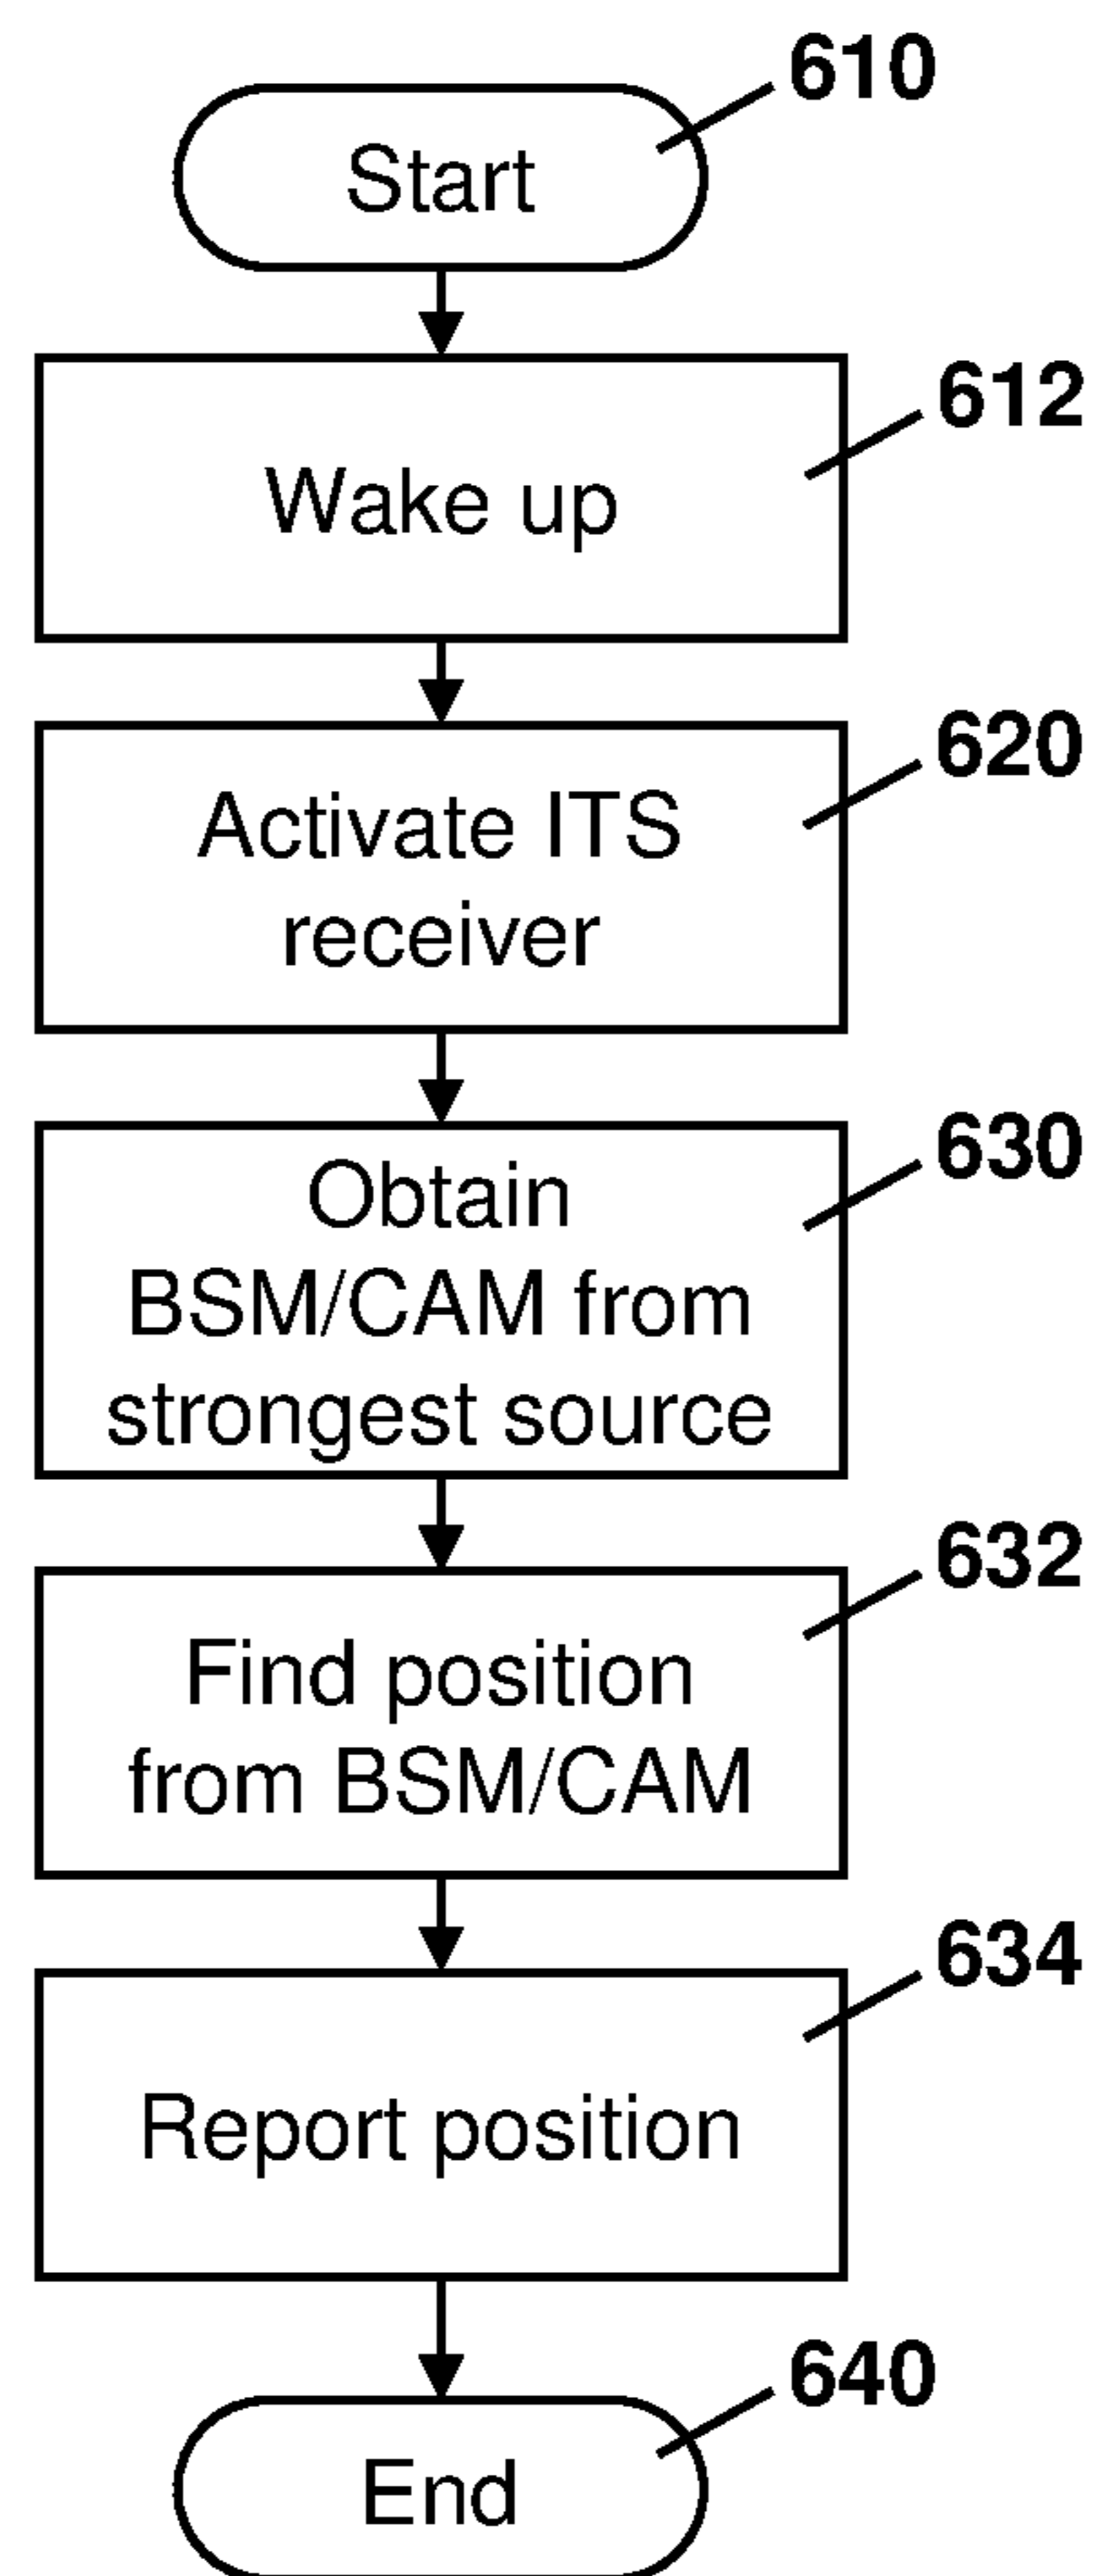 610
Start
612
Wake up
620
Activate ITS
receiver
630
Obtain
BSM/CAM from
strongest source
632
Find position
from BSM/CAM
634
Report position
640
End